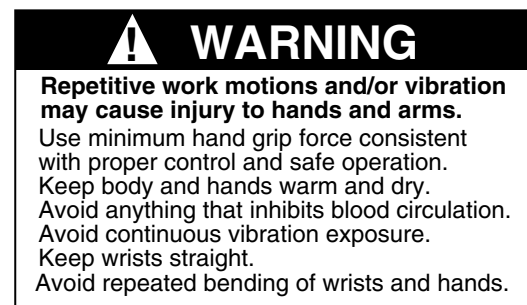 WARNING
Repetitive work motions and/or vibration
may cause injury to hands and arms.
Use minimum hand grip force consistent
with proper control and safe operation.
Keep body and hands warm and dry.
Avoid anything that inhibits blood circulation.
Avoid continuous vibration exposure.
Keep wrists straight.
Avoid repeated bending of wrists and hands.